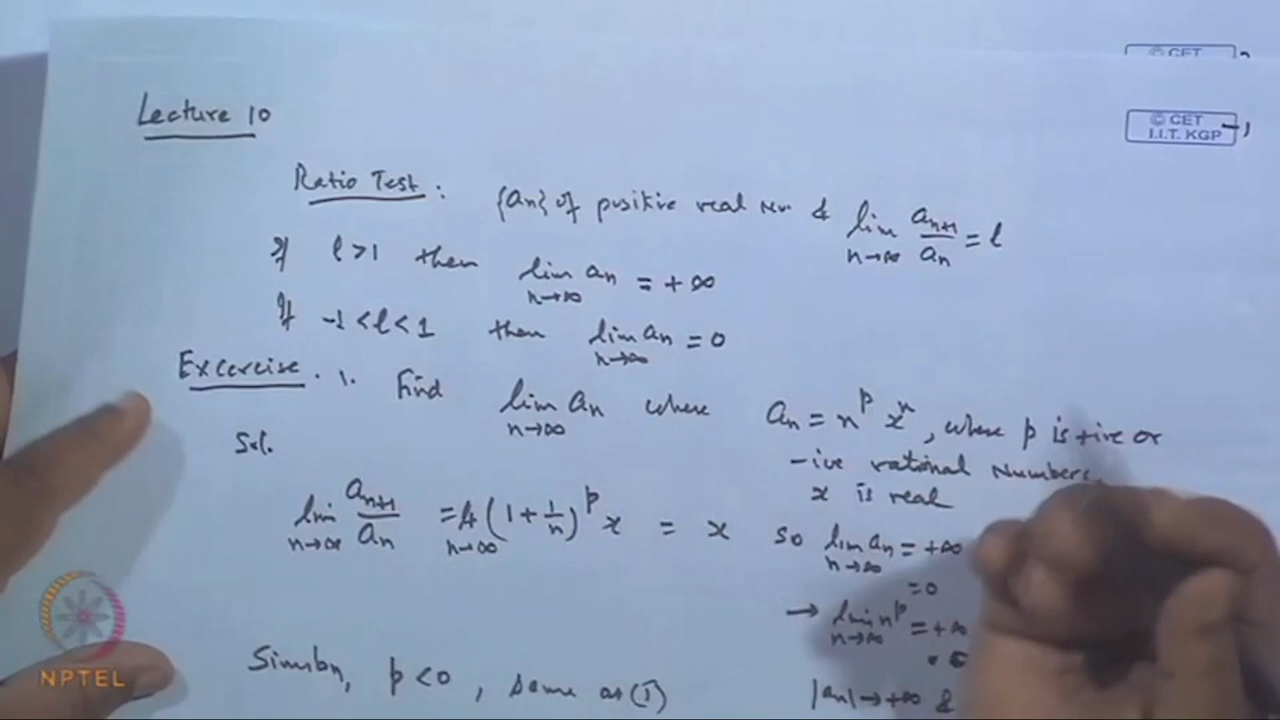 © CET
© CET
I.I.T. KGP
Lecture 10
Ratio Test : {an} of positive real Nr. & lim n→∞ an+1/an = l
If l>1 then lim n→∞ an = +∞
If -1<l<1 then lim n→∞ an = 0
Excercise. 1. Find lim n→∞ an where an = n^p x^n, where p is +ive or
-ive rational Numbers,
x is real
Sol.
lim n→∞ an+1/an = lt n→∞ (1+1/n)^p x = x so lim n→∞ an = +∞
=0
→ lim n→∞ n^p = +∞
Similarly, p<0, same as (1)
|an|→+∞ &
NPTEL